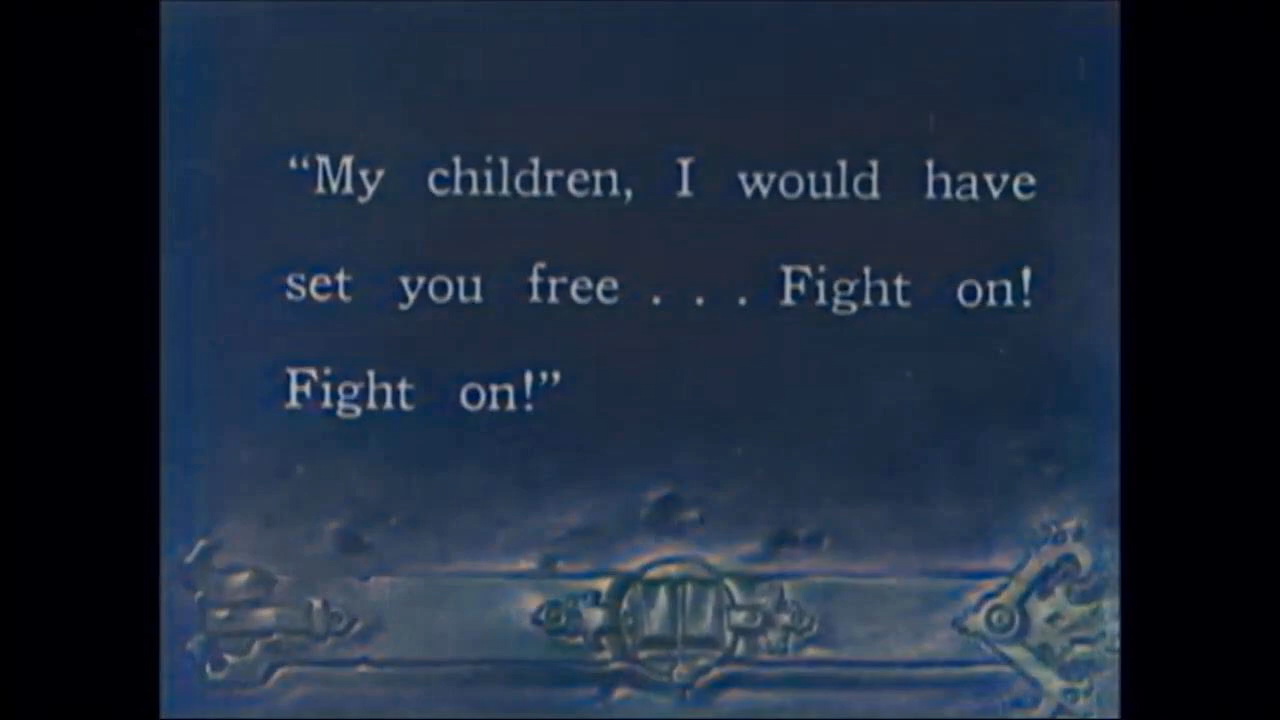 “My children, I would have
set you free . . . Fight on!
Fight on!”